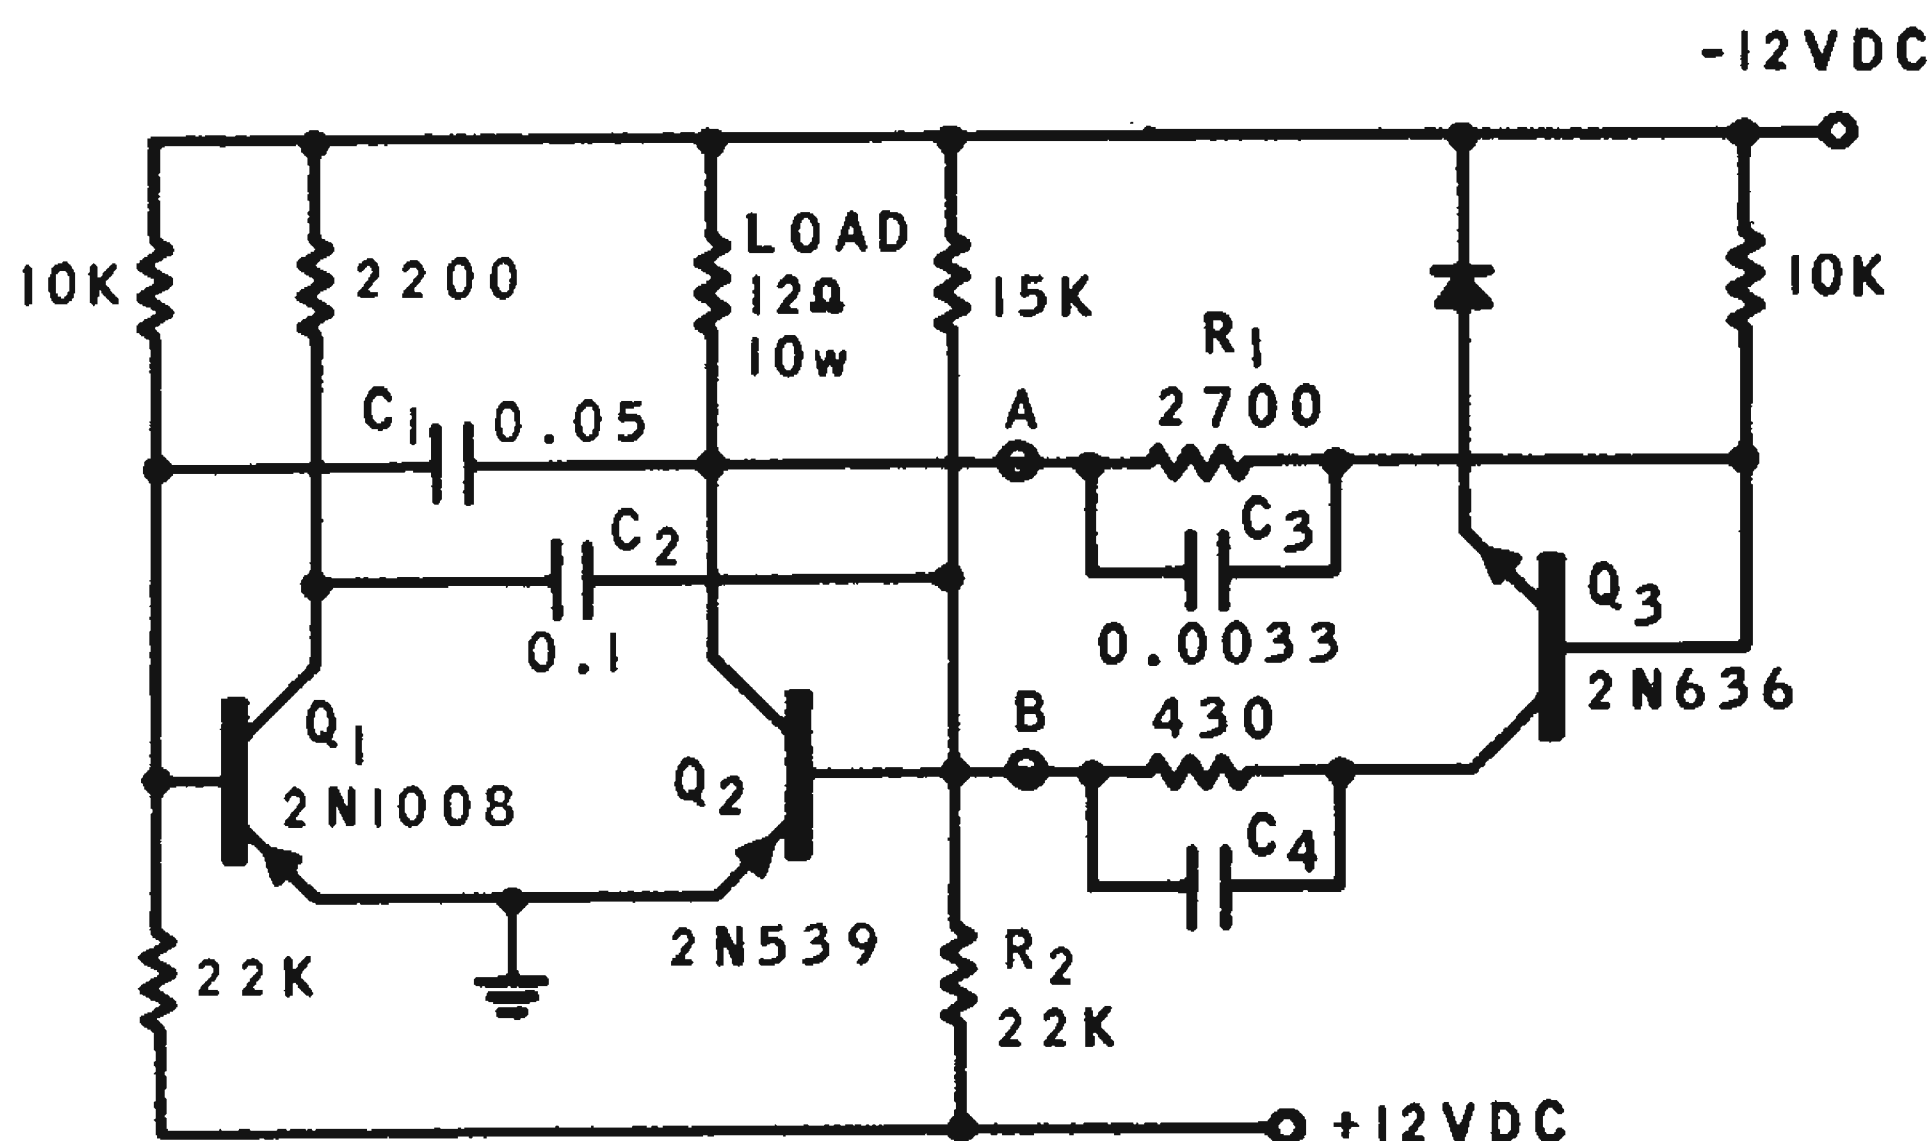 -12VDC
10K
2200
LOAD
12Ω
10w
15K
10K
R1
2700
C1
0.05
A
C2
0.1
C3
0.0033
Q3
2N636
Q1
2N1008
Q2
2N539
B
430
C4
22K
R2
22K
+12VDC